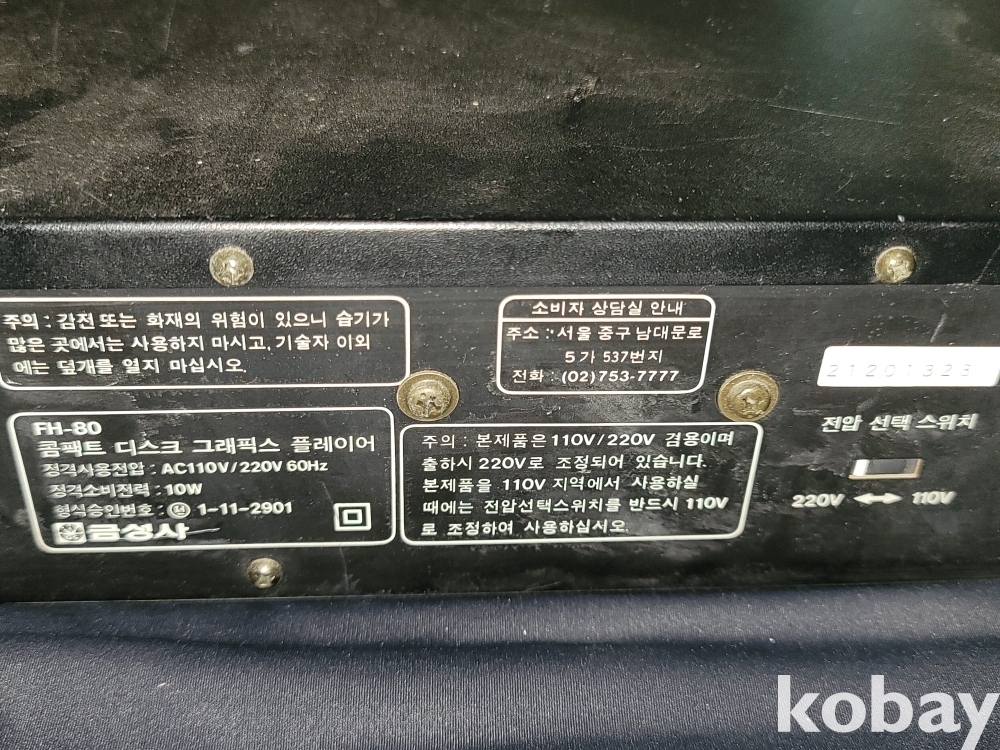 주의 : 감전 또는 화재의 위험이 있으니 습기가
많은 곳에서는 사용하지 마시고, 기술자 이외
에는 덮개를 열지 마십시오.
소비자 상담실 안내
주소 : 서울 중구 남대문로
5가 537번지
전화 : (02)753-7777
21201323
전압 선택 스위치
220V ↔ 110V
FH-80
콤팩트 디스크 그래픽스 플레이어
정격사용전압 : AC110V/220V 60Hz
정격소비전력 : 10W
형식승인번호 : 1-11-2901
금성사
주의 : 본제품은 110V/220V 겸용이며
출하시 220V로 조정되어 있습니다.
본제품을 110V 지역에서 사용하실
때에는 전압선택스위치를 반드시 110V
로 조정하여 사용하십시오.
kobay